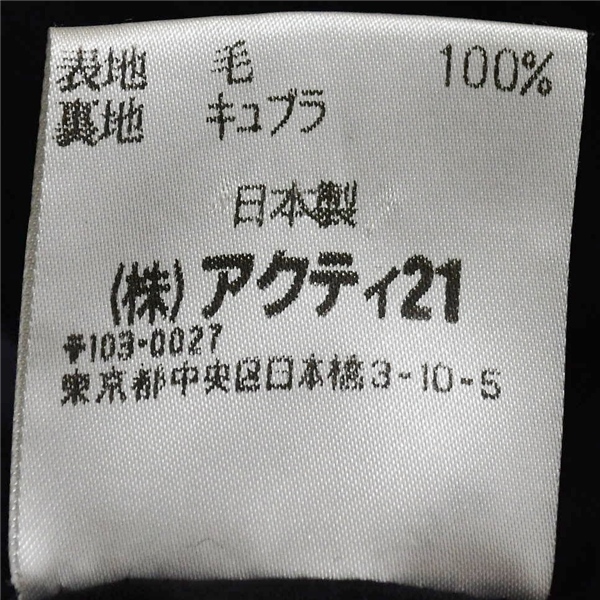 表地 毛 100%
裏地 キュプラ
日本製
(株)アクティ21
〒103-0027
東京都中央区日本橋3-10-5